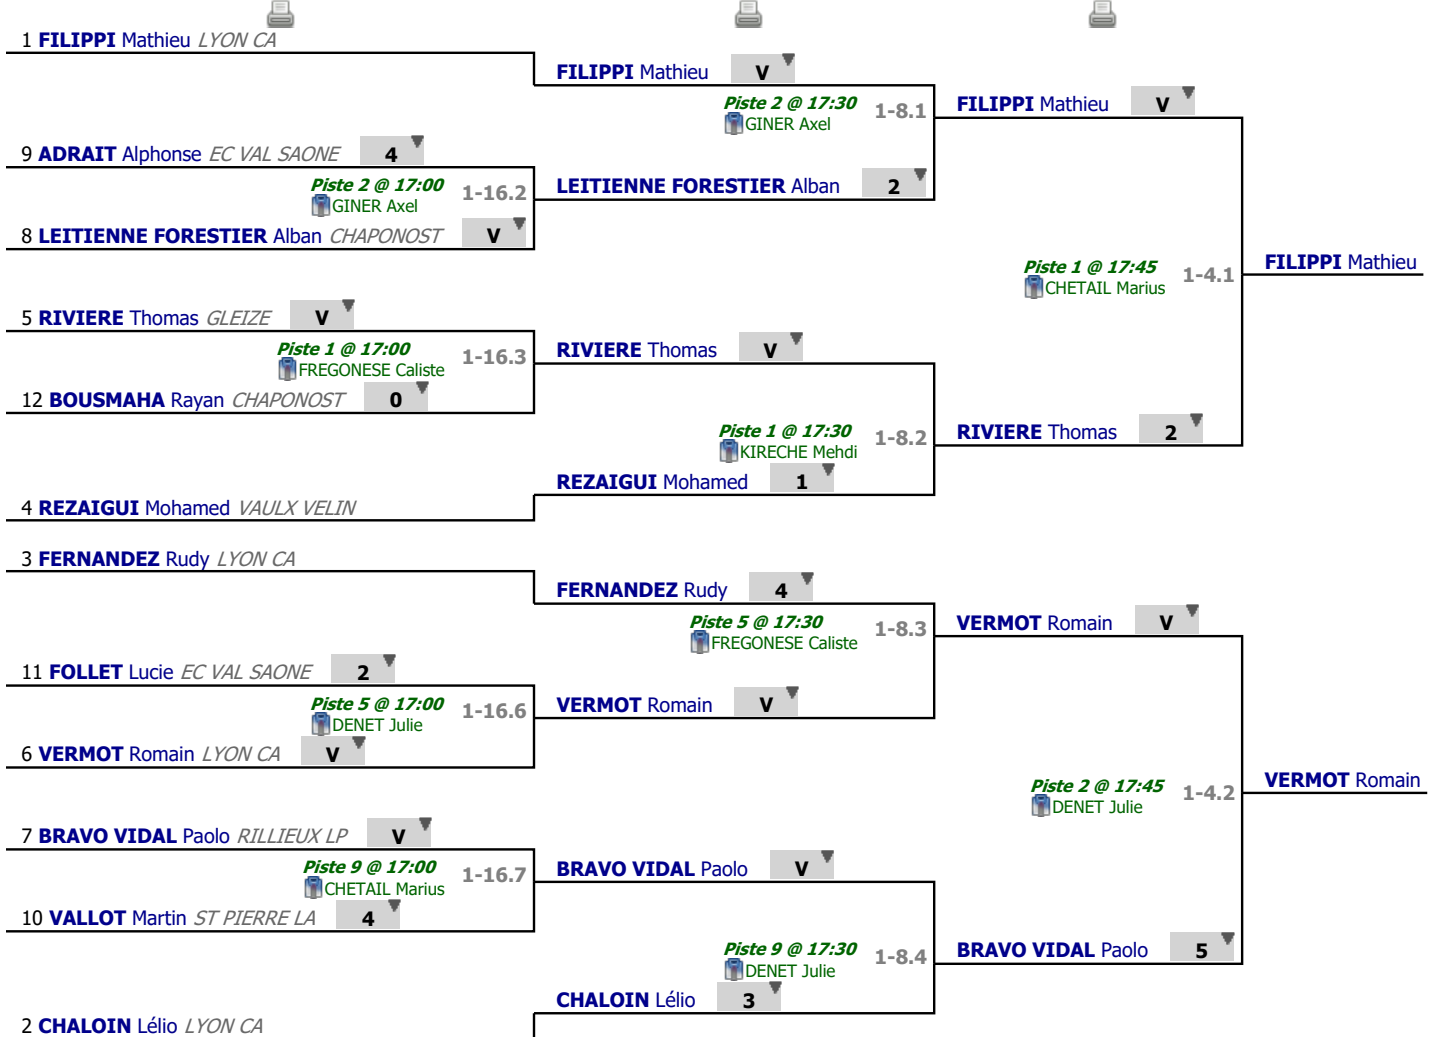 1 FILIPPI Mathieu LYON CA
FILIPPI Mathieu V
Piste 2 @ 17:30 1-8.1
GINER Axel
FILIPPI Mathieu V
9 ADRAIT Alphonse EC VAL SAONE 4
Piste 2 @ 17:00 1-16.2
GINER Axel
LEITIENNE FORESTIER Alban 2
8 LEITIENNE FORESTIER Alban CHAPONOST V
Piste 1 @ 17:45 1-4.1
CHETAIL Marius
FILIPPI Mathieu
5 RIVIERE Thomas GLEIZE V
Piste 1 @ 17:00 1-16.3
FREGONESE Caliste
RIVIERE Thomas V
12 BOUSMAHA Rayan CHAPONOST 0
Piste 1 @ 17:30 1-8.2
KIRECHE Mehdi
RIVIERE Thomas 2
REZAIGUI Mohamed 1
4 REZAIGUI Mohamed VAULX VELIN
3 FERNANDEZ Rudy LYON CA
FERNANDEZ Rudy 4
Piste 5 @ 17:30 1-8.3
FREGONESE Caliste
VERMOT Romain V
11 FOLLET Lucie EC VAL SAONE 2
Piste 5 @ 17:00 1-16.6
DENET Julie
VERMOT Romain V
6 VERMOT Romain LYON CA V
Piste 2 @ 17:45 1-4.2
DENET Julie
VERMOT Romain
7 BRAVO VIDAL Paolo RILLIEUX LP V
Piste 9 @ 17:00 1-16.7
CHETAIL Marius
BRAVO VIDAL Paolo V
10 VALLOT Martin ST PIERRE LA 4
Piste 9 @ 17:30 1-8.4
DENET Julie
BRAVO VIDAL Paolo 5
CHALOIN Lélio 3
2 CHALOIN Lélio LYON CA